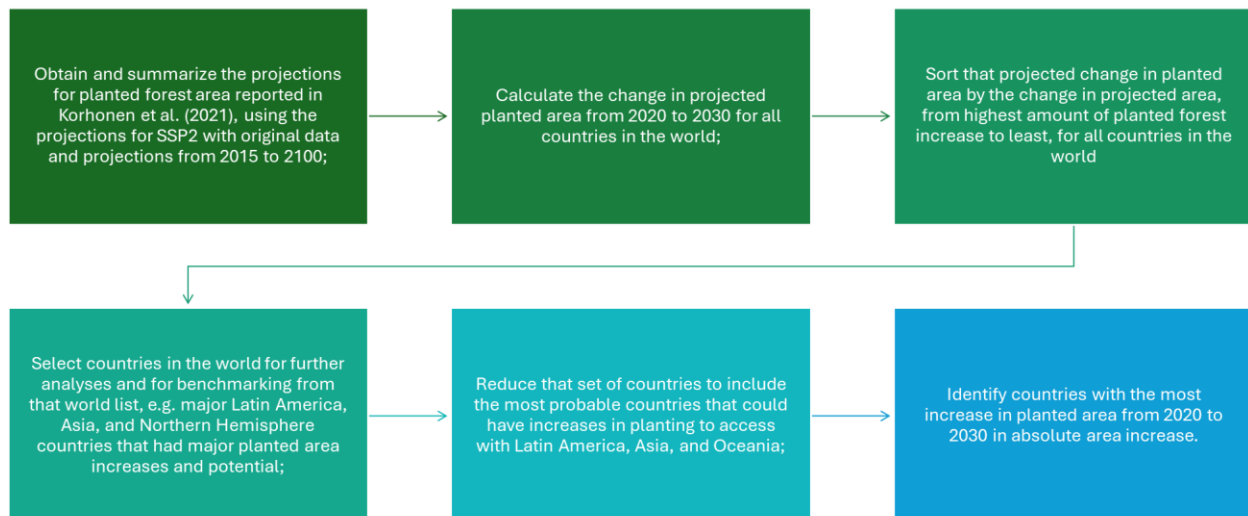 Obtain and summarize the projections
for planted forest area reported in
Korhonen et al. (2021), using the
projections for SSP2 with original data
and projections from 2015 to 2100;
Calculate the change in projected
planted area from 2020 to 2030 for all
countries in the world;
Sort that projected change in planted
area by the change in projected area,
from highest amount of planted forest
increase to least, for all countries in
the world
Select countries in the world for further
analyses and for benchmarking from
that world list, e.g. major Latin America,
Asia, and Northern Hemisphere
countries that had major planted area
increases and potential;
Reduce that set of countries to include
the most probable countries that could
have increases in planting to access
with Latin America, Asia, and Oceania;
Identify countries with the most
increase in planted area from 2020 to
2030 in absolute area increase.